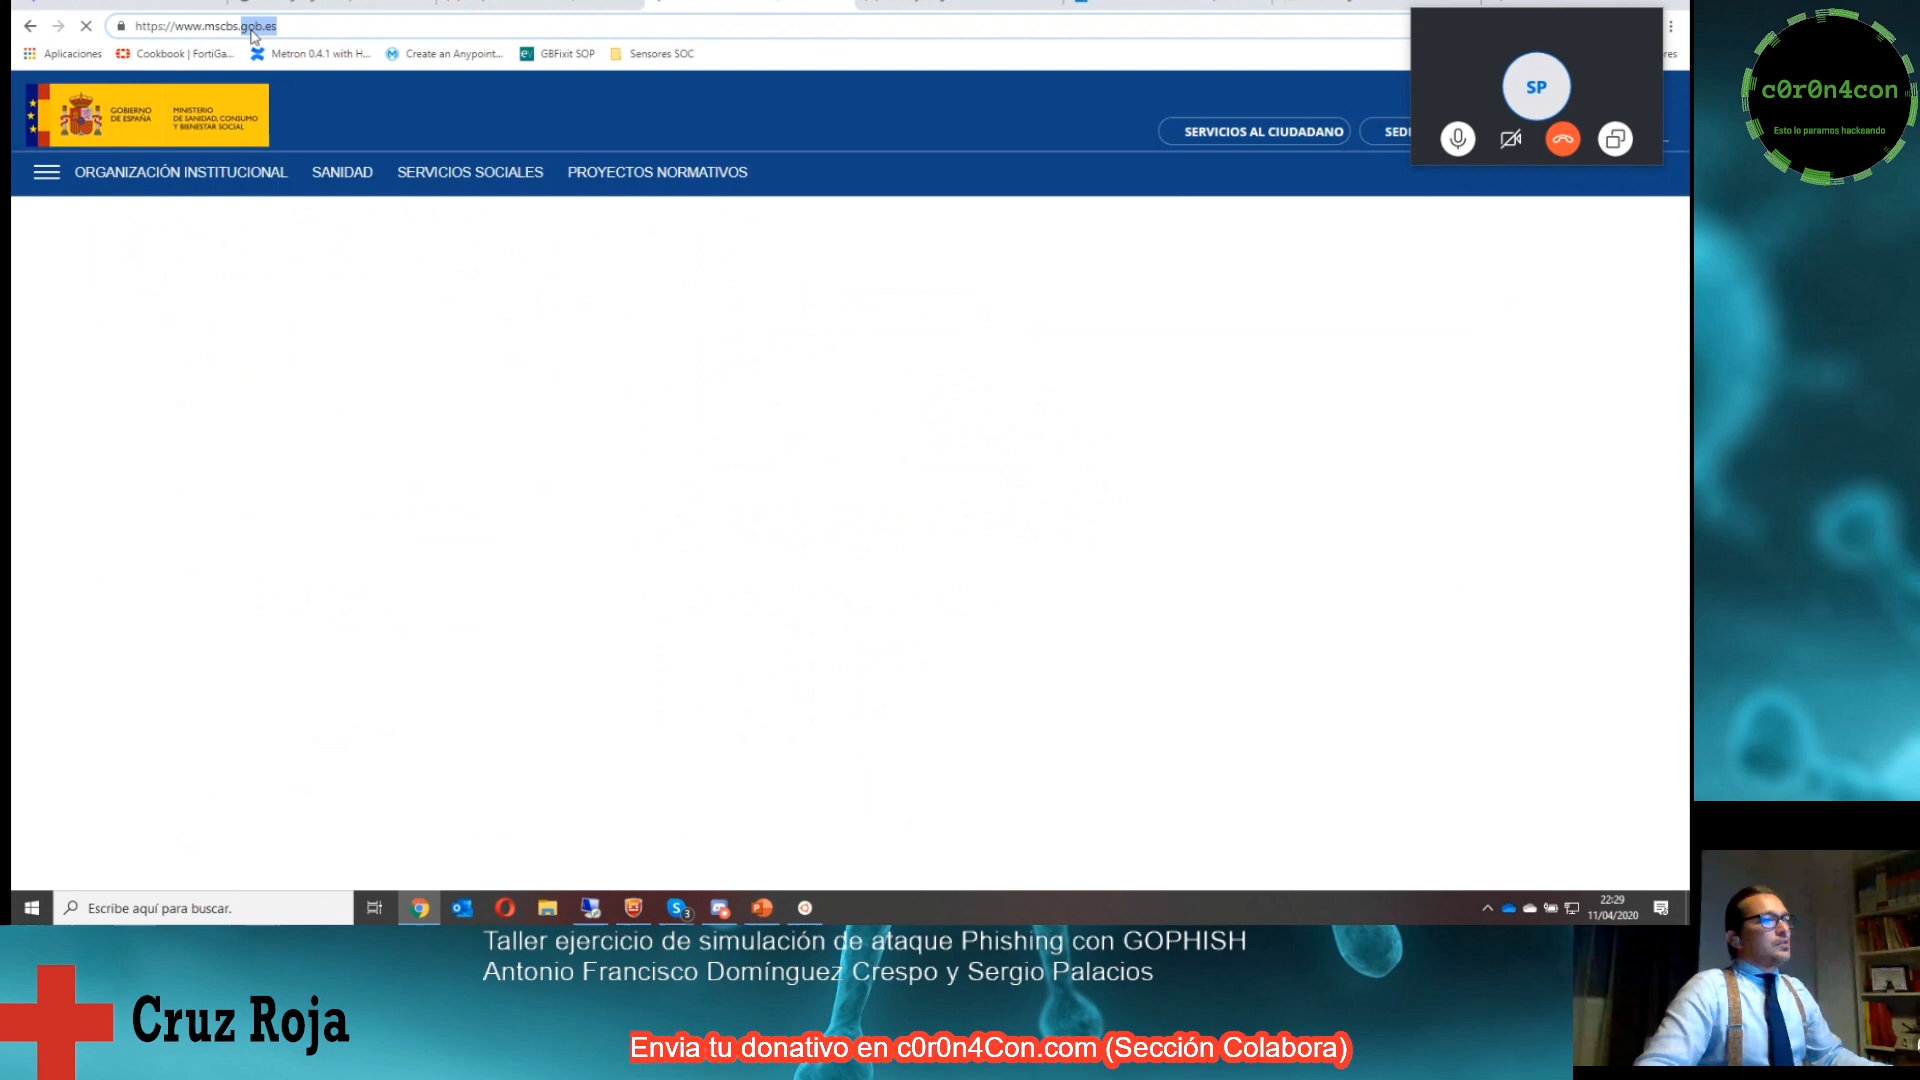 https://www.mscbs.gob.es
Aplicaciones
Cookbook | FortiGa...
Metron 0.4.1 with H...
Create an Anypoint...
GBFixit SOP
Sensores SOC
GOBIERNO
DE ESPAÑA
MINISTERIO
DE SANIDAD, CONSUMO
Y BIENESTAR SOCIAL
SERVICIOS AL CIUDADANO
SP
ORGANIZACIÓN INSTITUCIONAL
SANIDAD
SERVICIOS SOCIALES
PROYECTOS NORMATIVOS
c0r0n4con
Esto lo paramos hackeando
Escribe aquí para buscar.
22:29
11/04/2020
Taller ejercicio de simulación de ataque Phishing con GOPHISH
Antonio Francisco Domínguez Crespo y Sergio Palacios
Cruz Roja
Envia tu donativo en c0r0n4Con.com (Sección Colabora)